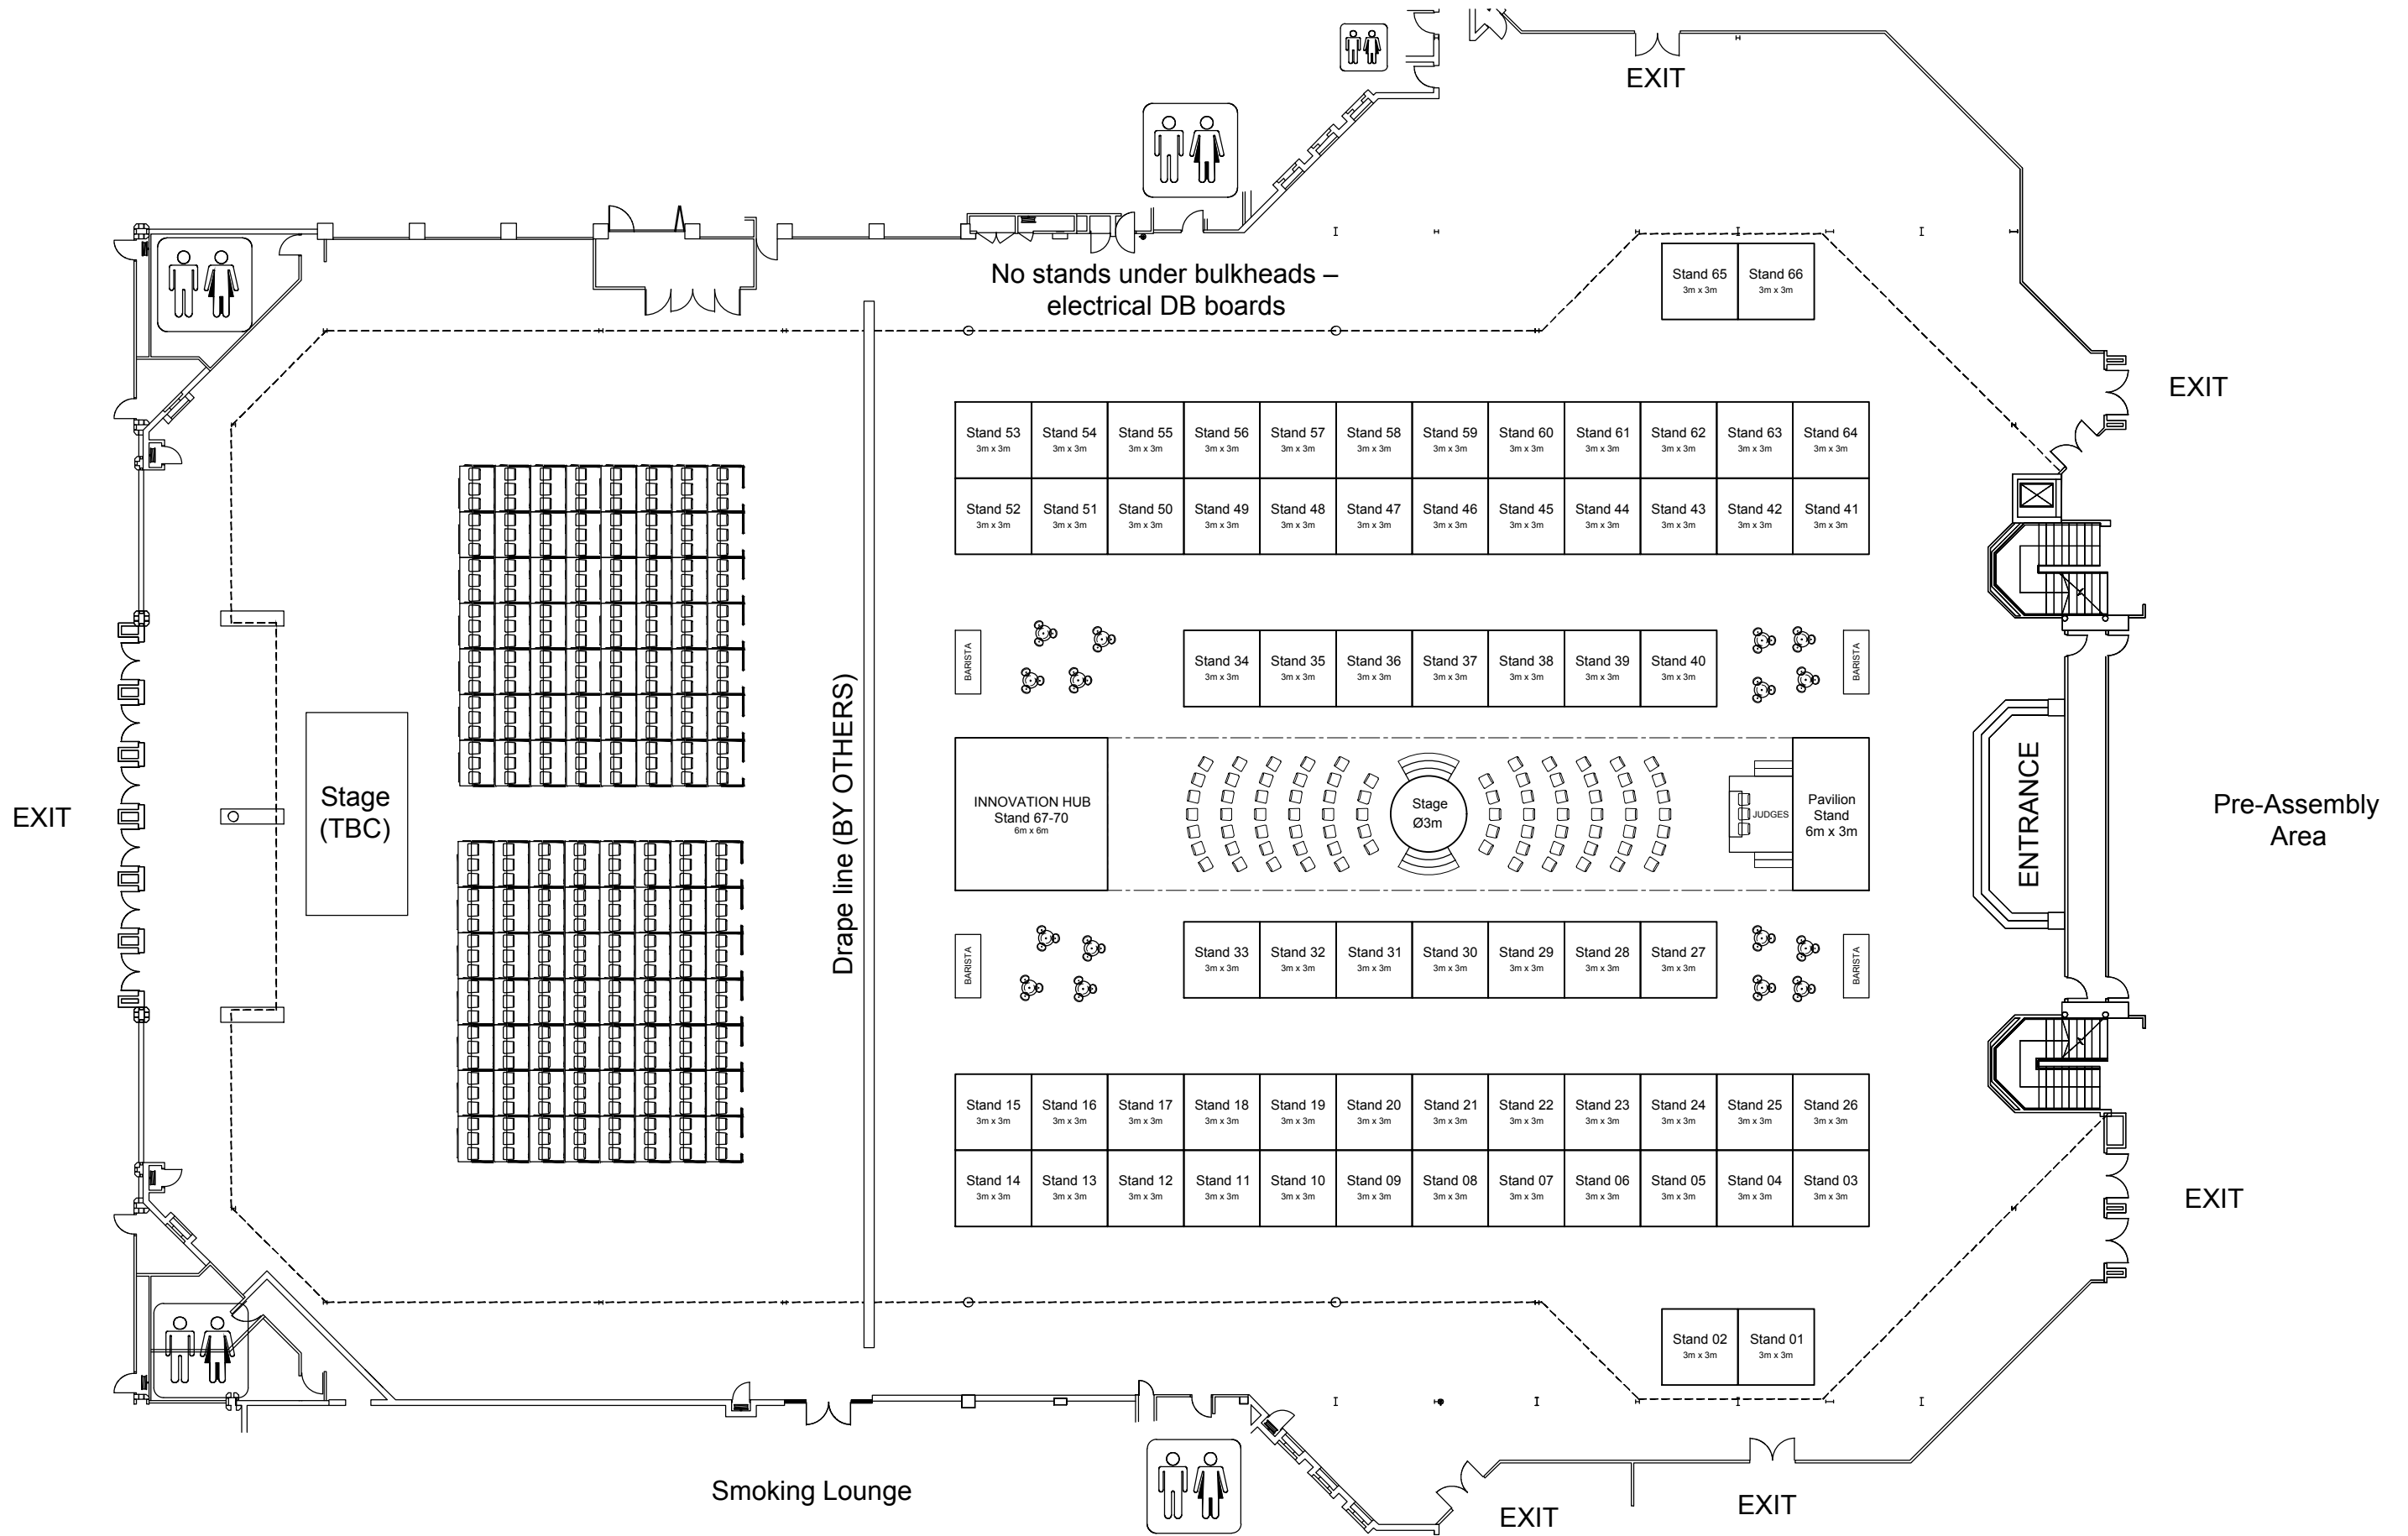 EXIT
No stands under bulkheads –
electrical DB boards
Stand 65
3m x 3m
Stand 66
3m x 3m
EXIT
Stand 53
3m x 3m
Stand 54
3m x 3m
Stand 55
3m x 3m
Stand 56
3m x 3m
Stand 57
3m x 3m
Stand 58
3m x 3m
Stand 59
3m x 3m
Stand 60
3m x 3m
Stand 61
3m x 3m
Stand 62
3m x 3m
Stand 63
3m x 3m
Stand 64
3m x 3m
Stand 52
3m x 3m
Stand 51
3m x 3m
Stand 50
3m x 3m
Stand 49
3m x 3m
Stand 48
3m x 3m
Stand 47
3m x 3m
Stand 46
3m x 3m
Stand 45
3m x 3m
Stand 44
3m x 3m
Stand 43
3m x 3m
Stand 42
3m x 3m
Stand 41
3m x 3m
BARISTA
Stand 34
3m x 3m
Stand 35
3m x 3m
Stand 36
3m x 3m
Stand 37
3m x 3m
Stand 38
3m x 3m
Stand 39
3m x 3m
Stand 40
3m x 3m
BARISTA
EXIT
Stage
(TBC)
Drape line (BY OTHERS)
INNOVATION HUB
Stand 67-70
6m x 6m
Stage
Ø3m
JUDGES
Pavilion
Stand
6m x 3m
ENTRANCE
Pre-Assembly
Area
BARISTA
Stand 33
3m x 3m
Stand 32
3m x 3m
Stand 31
3m x 3m
Stand 30
3m x 3m
Stand 29
3m x 3m
Stand 28
3m x 3m
Stand 27
3m x 3m
BARISTA
Stand 15
3m x 3m
Stand 16
3m x 3m
Stand 17
3m x 3m
Stand 18
3m x 3m
Stand 19
3m x 3m
Stand 20
3m x 3m
Stand 21
3m x 3m
Stand 22
3m x 3m
Stand 23
3m x 3m
Stand 24
3m x 3m
Stand 25
3m x 3m
Stand 26
3m x 3m
Stand 14
3m x 3m
Stand 13
3m x 3m
Stand 12
3m x 3m
Stand 11
3m x 3m
Stand 10
3m x 3m
Stand 09
3m x 3m
Stand 08
3m x 3m
Stand 07
3m x 3m
Stand 06
3m x 3m
Stand 05
3m x 3m
Stand 04
3m x 3m
Stand 03
3m x 3m
EXIT
Stand 02
3m x 3m
Stand 01
3m x 3m
Smoking Lounge
EXIT
EXIT